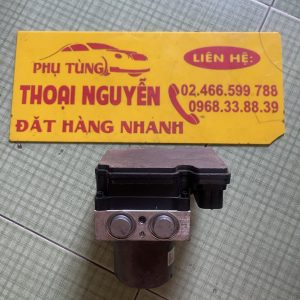 PHỤ TÙNG
THOẠI NGUYỄN
ĐẶT HÀNG NHANH
LIÊN HỆ:
02.466.599 788
0968.33.88.39